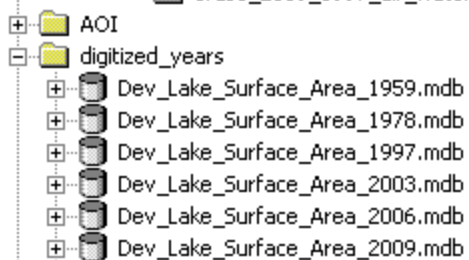 AOI
digitized_years
Dev_Lake_Surface_Area_1959.mdb
Dev_Lake_Surface_Area_1978.mdb
Dev_Lake_Surface_Area_1997.mdb
Dev_Lake_Surface_Area_2003.mdb
Dev_Lake_Surface_Area_2006.mdb
Dev_Lake_Surface_Area_2009.mdb